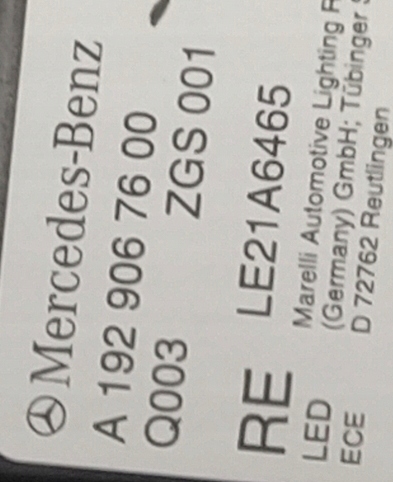 Mercedes-Benz
A 192 906 76 00
Q003 ZGS 001
RE LE21A6465
LED Marelli Automotive Lighting
ECE (Germany) GmbH; Tübinger
D 72762 Reutlingen